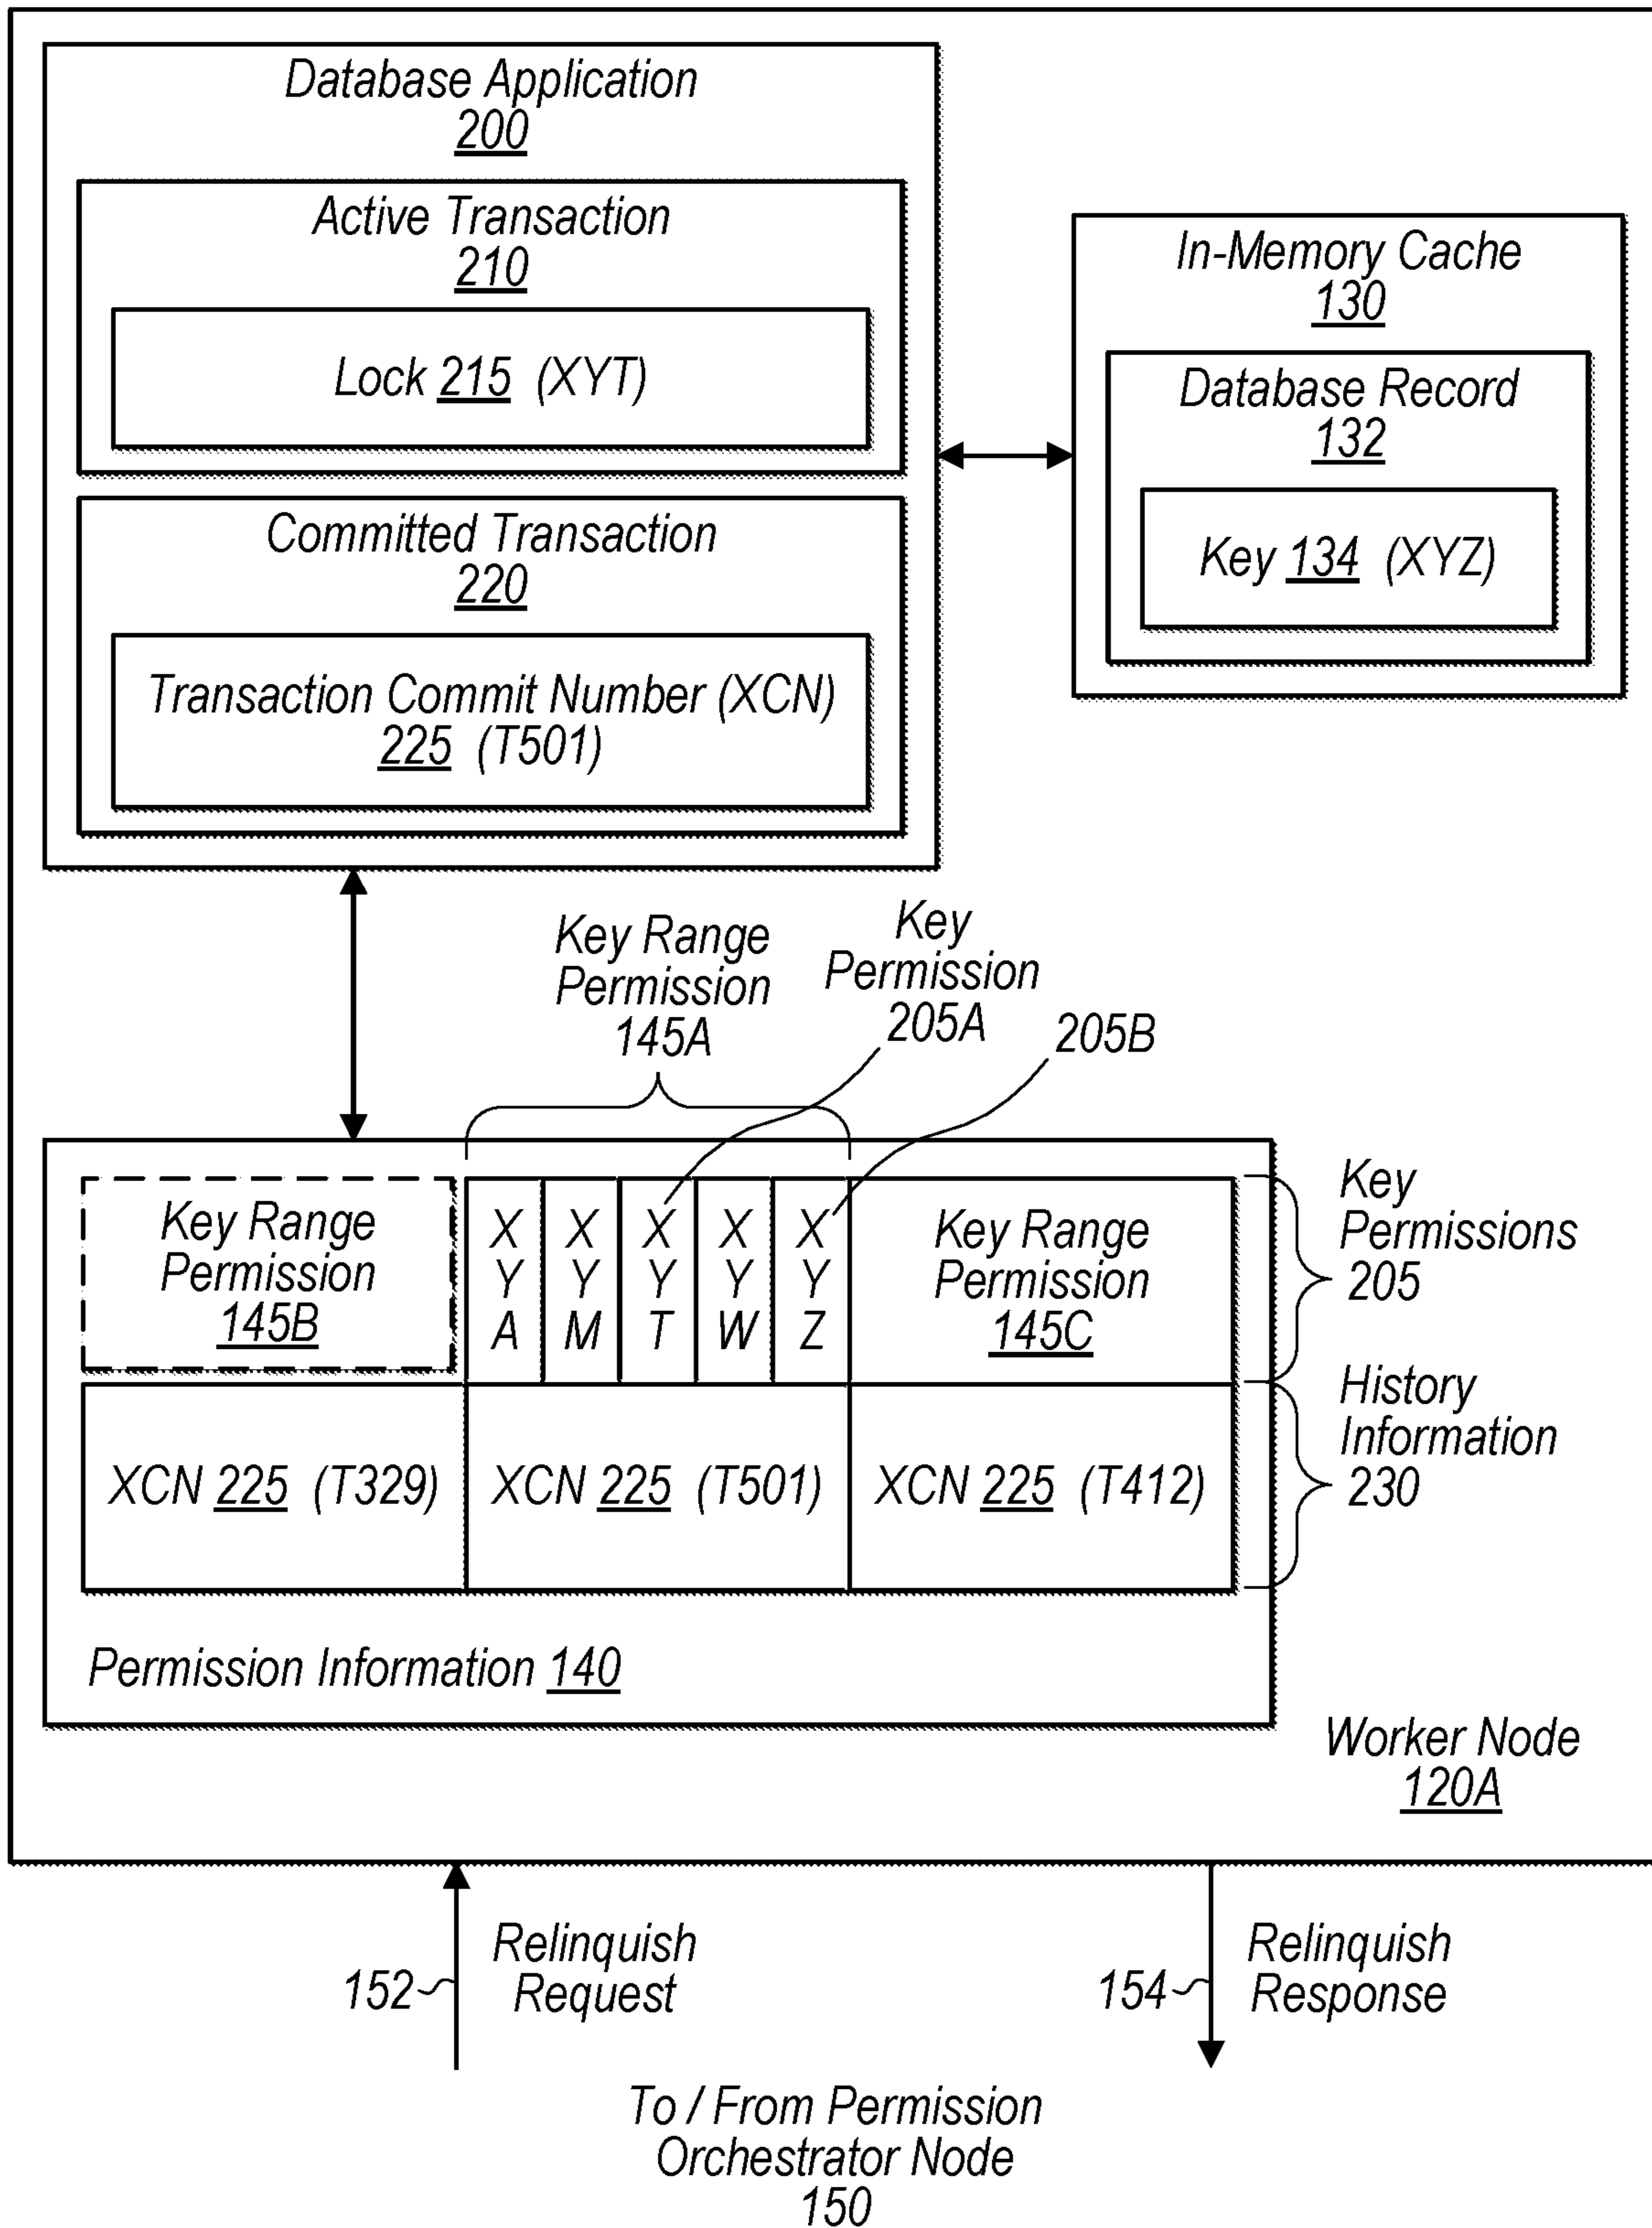 Database Application
200
Active Transaction
210
Lock 215 (XYT)
Committed Transaction
220
Transaction Commit Number (XCN)
225 (T501)
In-Memory Cache
130
Database Record
132
Key 134 (XYZ)
Key Range
Permission
145A
Key
Permission
205A
205B
Key Range
Permission
145B
X
Y
A
X
Y
M
X
Y
T
X
Y
W
X
Y
Z
Key Range
Permission
145C
Key
Permissions
205
XCN 225 (T329)
XCN 225 (T501)
XCN 225 (T412)
History
Information
230
Permission Information 140
Worker Node
120A
152
Relinquish
Request
154
Relinquish
Response
To / From Permission
Orchestrator Node
150